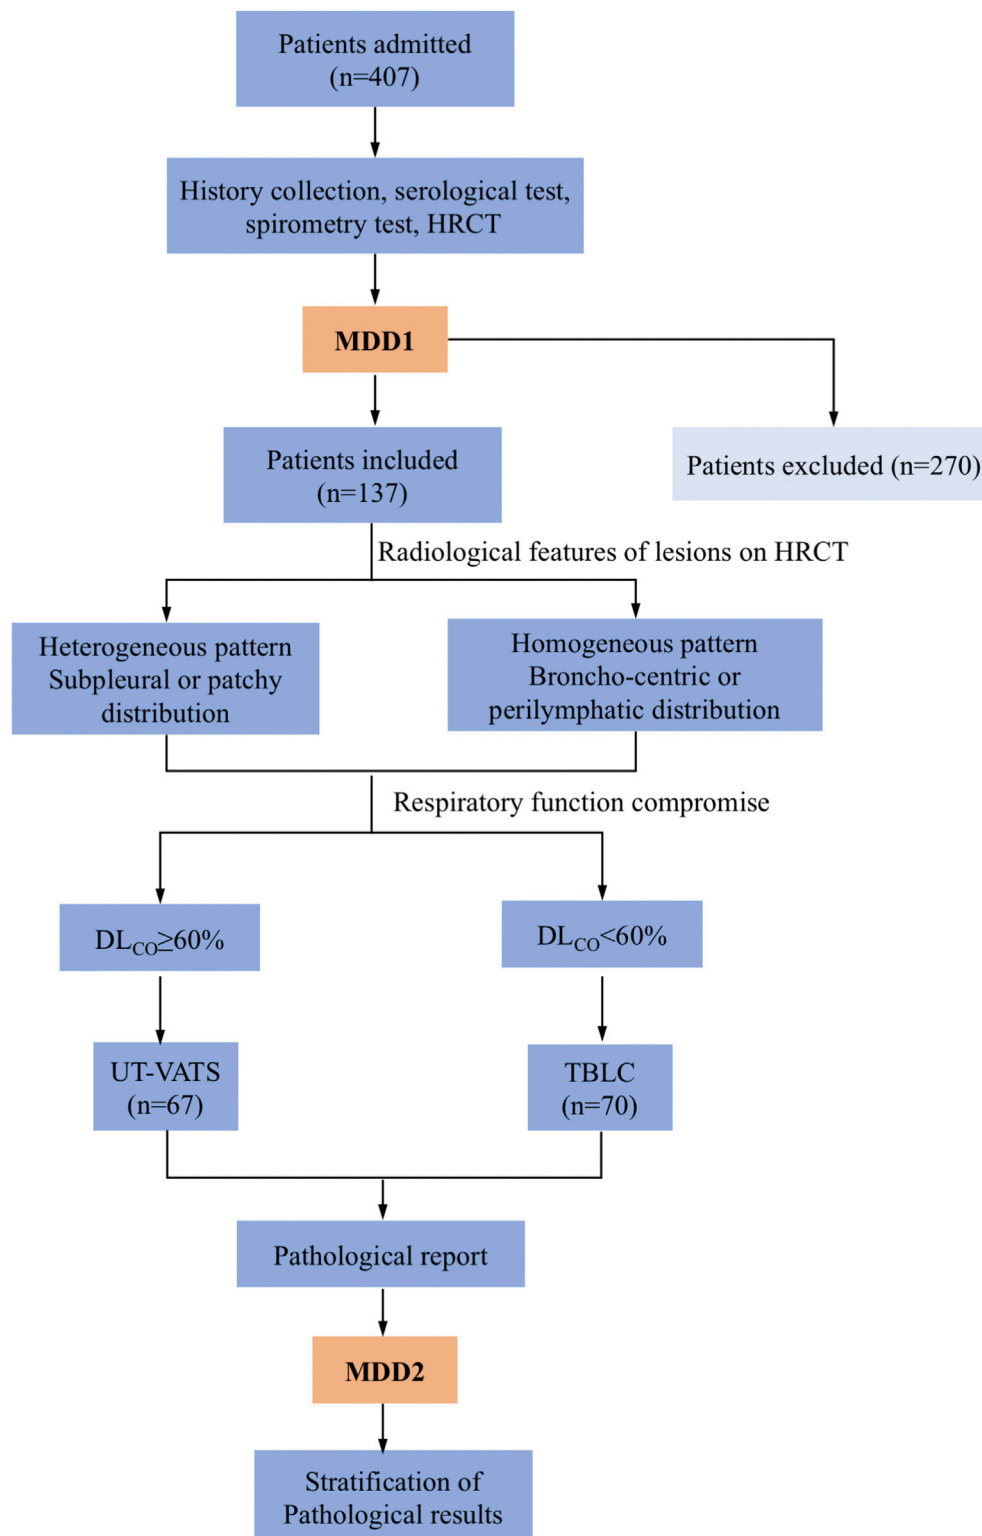 Patients admitted
(n=407)
History collection, serological test,
spirometry test, HRCT
MDD1
Patients included
(n=137)
Patients excluded (n=270)
Radiological features of lesions on HRCT
Heterogeneous pattern
Subpleural or patchy
distribution
Homogeneous pattern
Broncho-centric or
perilymphatic distribution
Respiratory function compromise
DLCO≥60%
DLCO<60%
UT-VATS
(n=67)
TBLC
(n=70)
Pathological report
MDD2
Stratification of
Pathological results